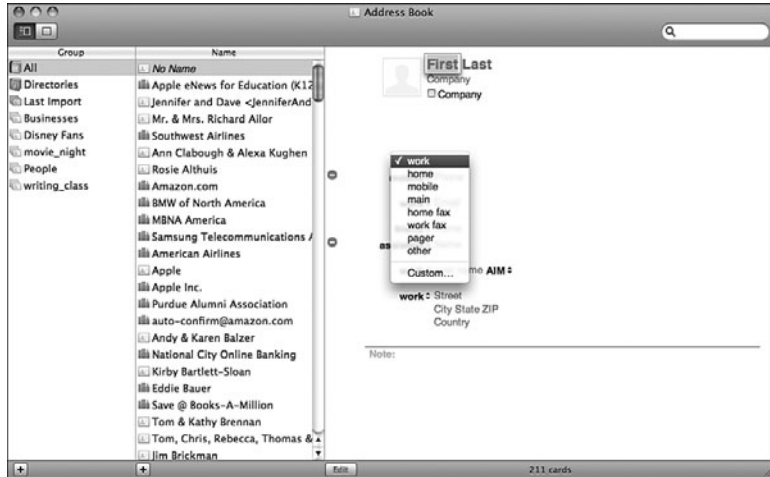 Address Book
Group
All
Directories
Last Import
Businesses
Disney Fans
movie_night
People
writing_class
Name
No Name
Apple eNews for Education (K12
Jennifer and Dave <JenniferAnd
Mr. & Mrs. Richard Allor
Southwest Airlines
Ann Clabough & Alexa Kughen
Rosie Althuis
Amazon.com
BMW of North America
MBNA America
Samsung Telecommunications A
American Airlines
Apple
Apple Inc.
Purdue Alumni Association
auto-confirm@amazon.com
Andy & Karen Balzer
National City Online Banking
Kirby Bartlett-Sloan
Eddie Bauer
Save @ Books-A-Million
Tom & Kathy Brennan
Tom, Chris, Rebecca, Thomas &
Jim Brickman
First Last
Company
Company
✓ work
home
mobile
main
home fax
work fax
pager
other
Custom...
AIM
work Street
City State ZIP
Country
Note:
Edit
211 cards